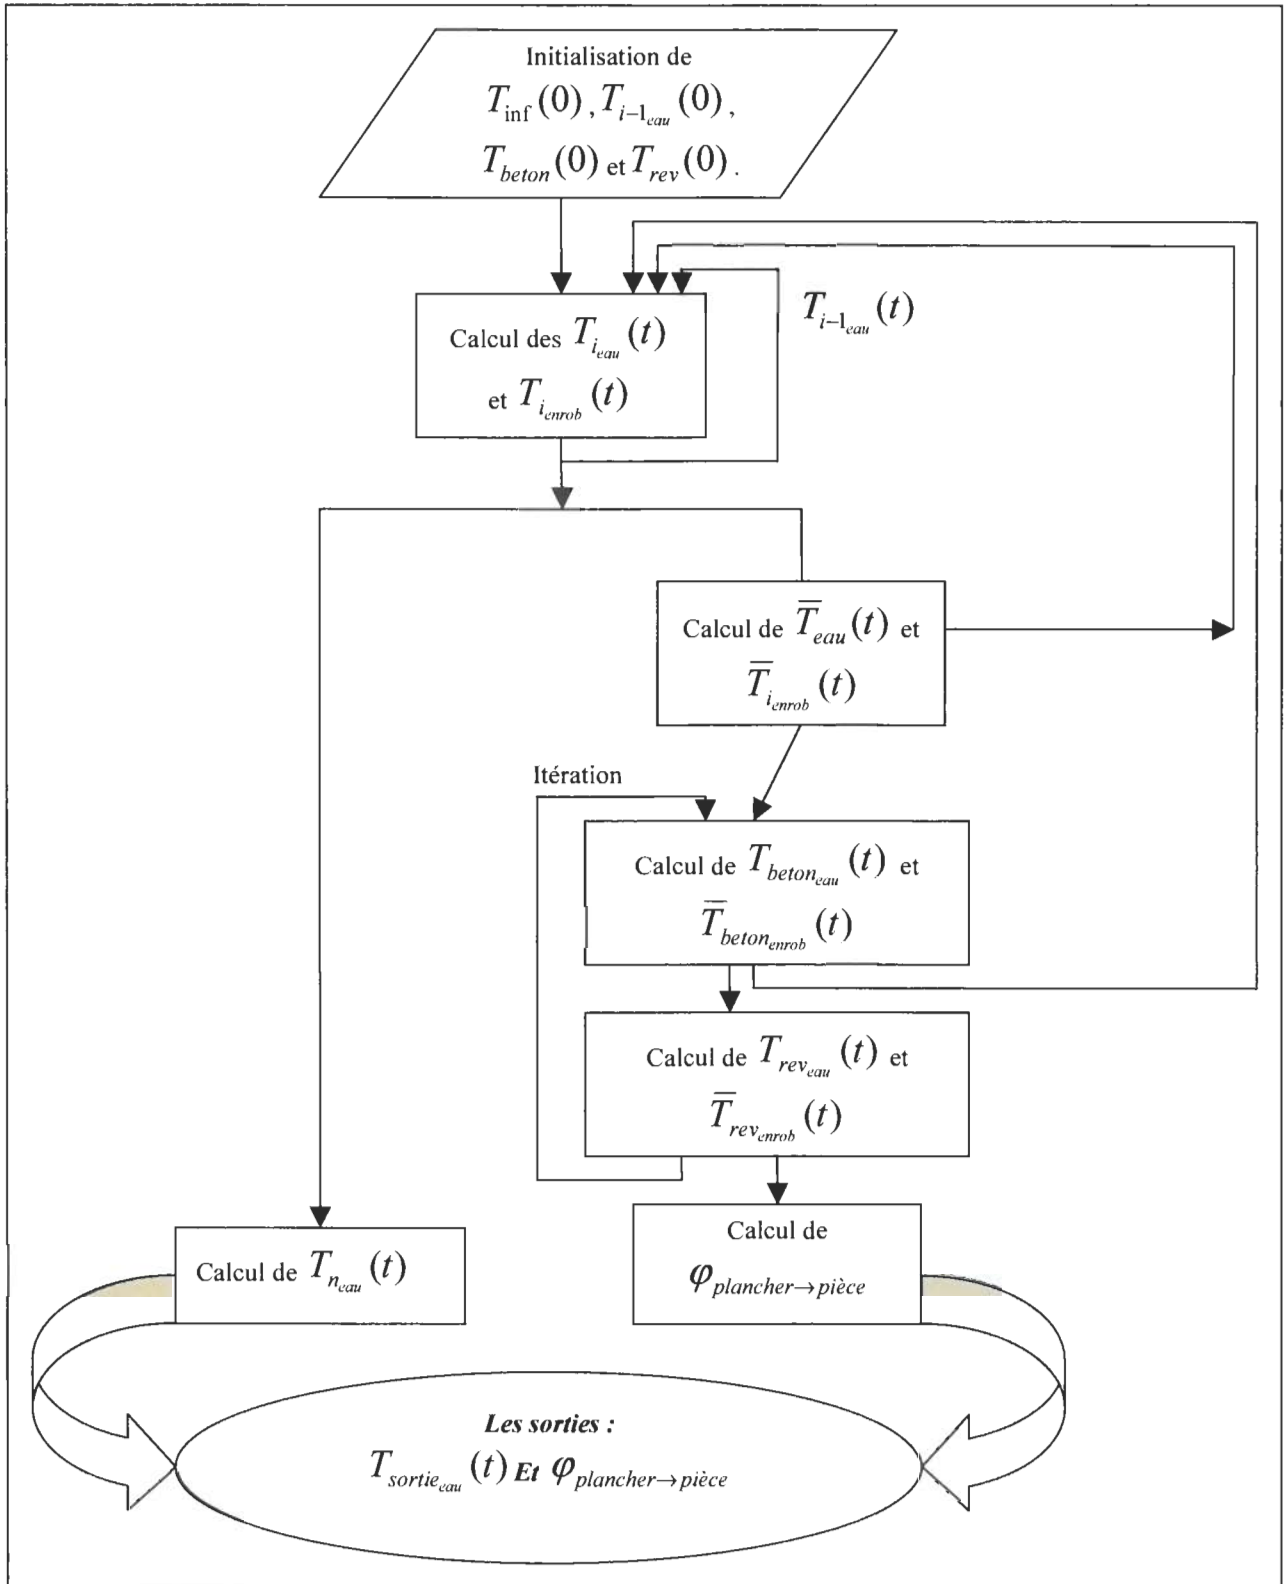 Initialisation de
T_inf(0), T_{i-1_eau}(0),
T_beton(0) et T_rev(0).
T̄_{i-1_eau}(t)
Calcul des T_{i_eau}(t)
et T_{i_enrob}(t)
Calcul de T̄_eau(t) et
T̄_{i_enrob}(t)
Itération
Calcul de T_{beton_eau}(t) et
T̄_{beton_enrob}(t)
Calcul de T_{rev_eau}(t) et
T̄_{rev_enrob}(t)
Calcul de T_{n_eau}(t)
Calcul de
φ_{plancher→pièce}
Les sorties :
T_{sortie_eau}(t) Et φ_{plancher→pièce}